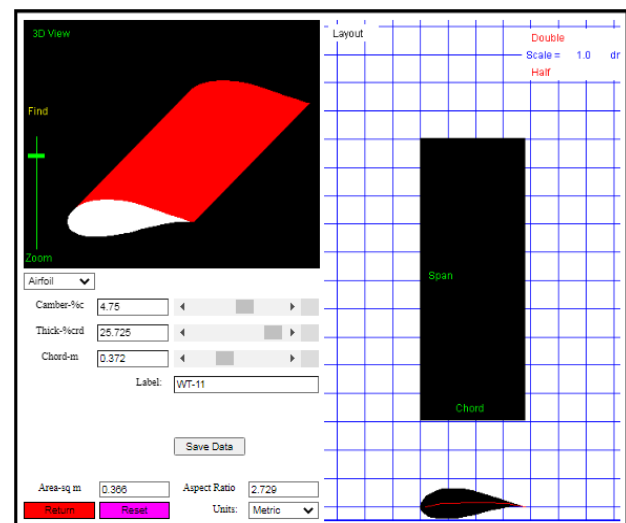 3D View
Find
Zoom
Airfoil
Camber-%c 4.75
Thick-%crd 25.725
Chord-m 0.372
Label: WT-11
Save Data
Area-sq m 0.366 Aspect Ratio 2.729
Return Reset Units: Metric
Layout
Double
Scale = 1.0 dr
Half
Span
Chord